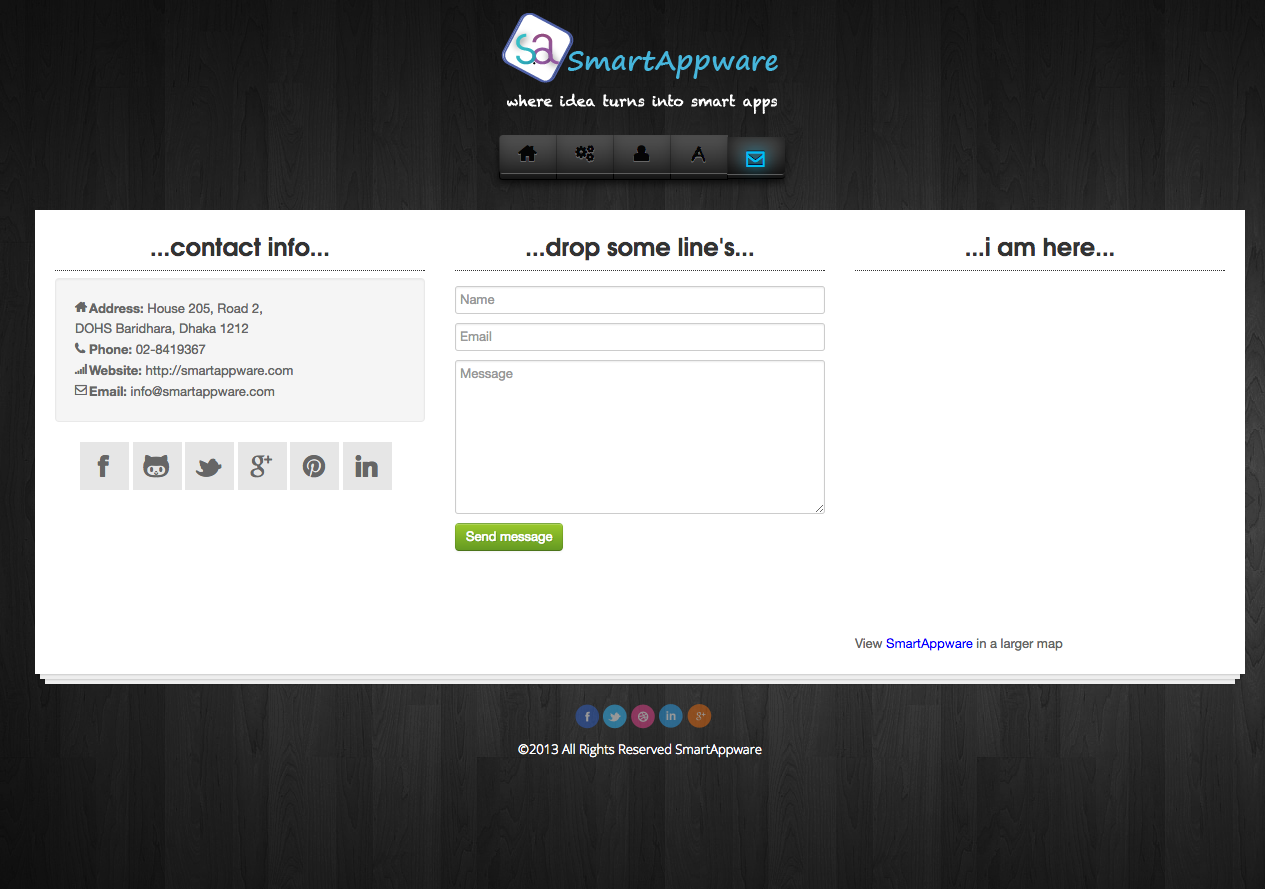 sa SmartAppware
where idea turns into smart apps
...contact info...
Address: House 205, Road 2,
DOHS Baridhara, Dhaka 1212
Phone: 02-8419367
Website: http://smartappware.com
Email: info@smartappware.com
...drop some line's...
Name
Email
Message
Send message
...i am here...
View SmartAppware in a larger map
©2013 All Rights Reserved SmartAppware